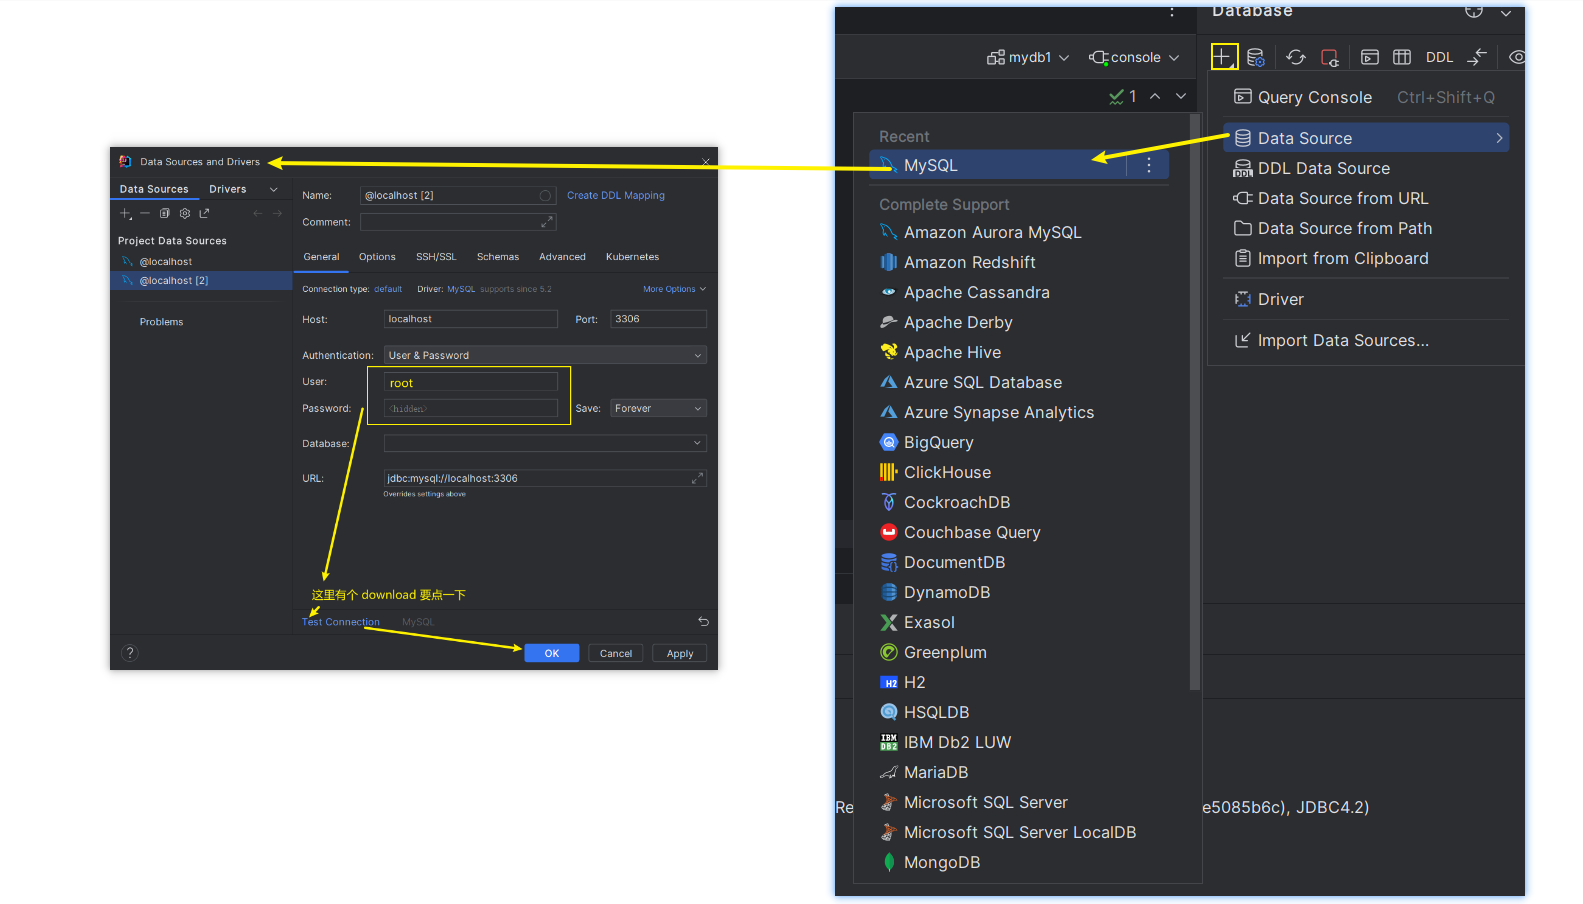 Data Sources and Drivers
Data Sources
Drivers
Project Data Sources
@localhost
@localhost [2]
Problems
Name:
@localhost [2]
Create DDL Mapping
Comment:
General
Options
SSH/SSL
Schemas
Advanced
Kubernetes
Connection type: default
Driver: MySQL supports since 5.2
More Options
Host:
localhost
Port:
3306
Authentication:
User & Password
User:
root
Password:
<hidden>
Save:
Forever
Database:
URL:
jdbc:mysql://localhost:3306
Overrides settings above
这里有个 download 要点一下
Test Connection
MySQL
?
OK
Cancel
Apply
Database
mydb1
console
DDL
1
Query Console Ctrl+Shift+Q
Data Source
DDL Data Source
Data Source from URL
Data Source from Path
Import from Clipboard
Driver
Import Data Sources...
Recent
MySQL
Complete Support
Amazon Aurora MySQL
Amazon Redshift
Apache Cassandra
Apache Derby
Apache Hive
Azure SQL Database
Azure Synapse Analytics
BigQuery
ClickHouse
CockroachDB
Couchbase Query
DocumentDB
DynamoDB
Exasol
Greenplum
H2 H2
HSQLDB
IBM DB2 IBM Db2 LUW
MariaDB
Microsoft SQL Server
Microsoft SQL Server LocalDB
MongoDB
Re
e5085b6c), JDBC4.2)